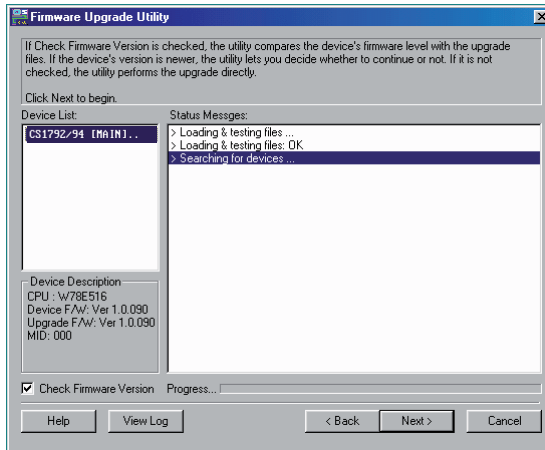 Firmware Upgrade Utility
If Check Firmware Version is checked, the utility compares the device's firmware level with the upgrade
files. If the device's version is newer, the utility lets you decide whether to continue or not. If it is not
checked, the utility performs the upgrade directly.
Click Next to begin.
Device List:
Status Messges:
CS1792/94 [MAIN]..
> Loading & testing files ...
> Loading & testing files: OK
> Searching for devices ...
Device Description
CPU : W78E516
Device F/W: Ver 1.0.090
Upgrade F/W: Ver 1.0.090
MID: 000
Check Firmware Version
Progress...
Help
View Log
< Back
Next >
Cancel